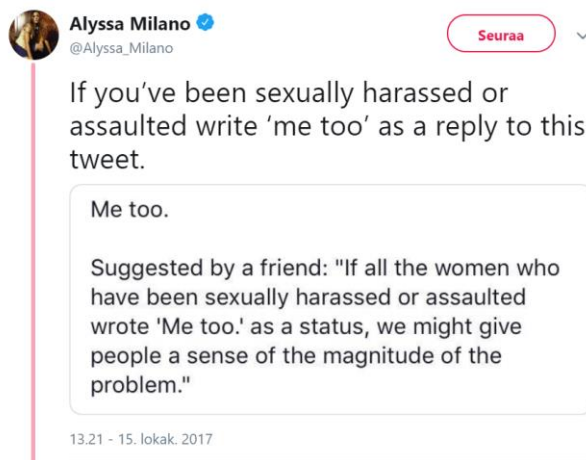 Alyssa Milano
@Alyssa_Milano
Seuraa
If you’ve been sexually harassed or
assaulted write ‘me too’ as a reply to this
tweet.
Me too.
Suggested by a friend: "If all the women who
have been sexually harassed or assaulted
wrote 'Me too.' as a status, we might give
people a sense of the magnitude of the
problem."
13.21 - 15. lokak. 2017